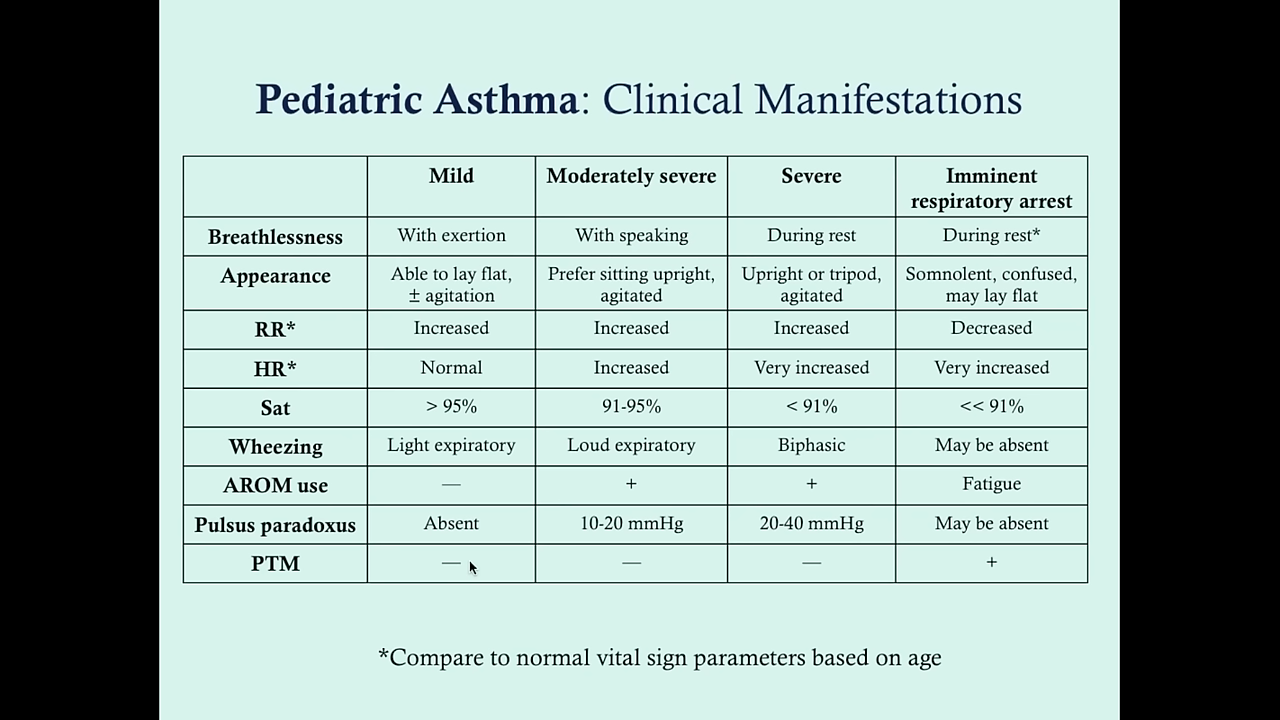 Pediatric Asthma: Clinical Manifestations
Mild Moderately severe Severe Imminent
respiratory arrest
Breathlessness With exertion With speaking During rest During rest*
Appearance Able to lay flat, Prefer sitting upright, Upright or tripod, Somnolent, confused,
± agitation agitated agitated may lay flat
RR* Increased Increased Increased Decreased
HR* Normal Increased Very increased Very increased
Sat > 95% 91-95% < 91% << 91%
Wheezing Light expiratory Loud expiratory Biphasic May be absent
AROM use — + + Fatigue
Pulsus paradoxus Absent 10-20 mmHg 20-40 mmHg May be absent
PTM — — — +
*Compare to normal vital sign parameters based on age